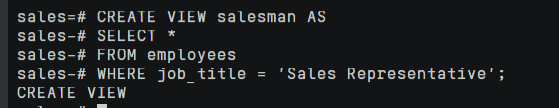 sales=# CREATE VIEW salesman AS
sales-# SELECT *
sales-# FROM employees
sales-# WHERE job_title = 'Sales Representative';
CREATE VIEW